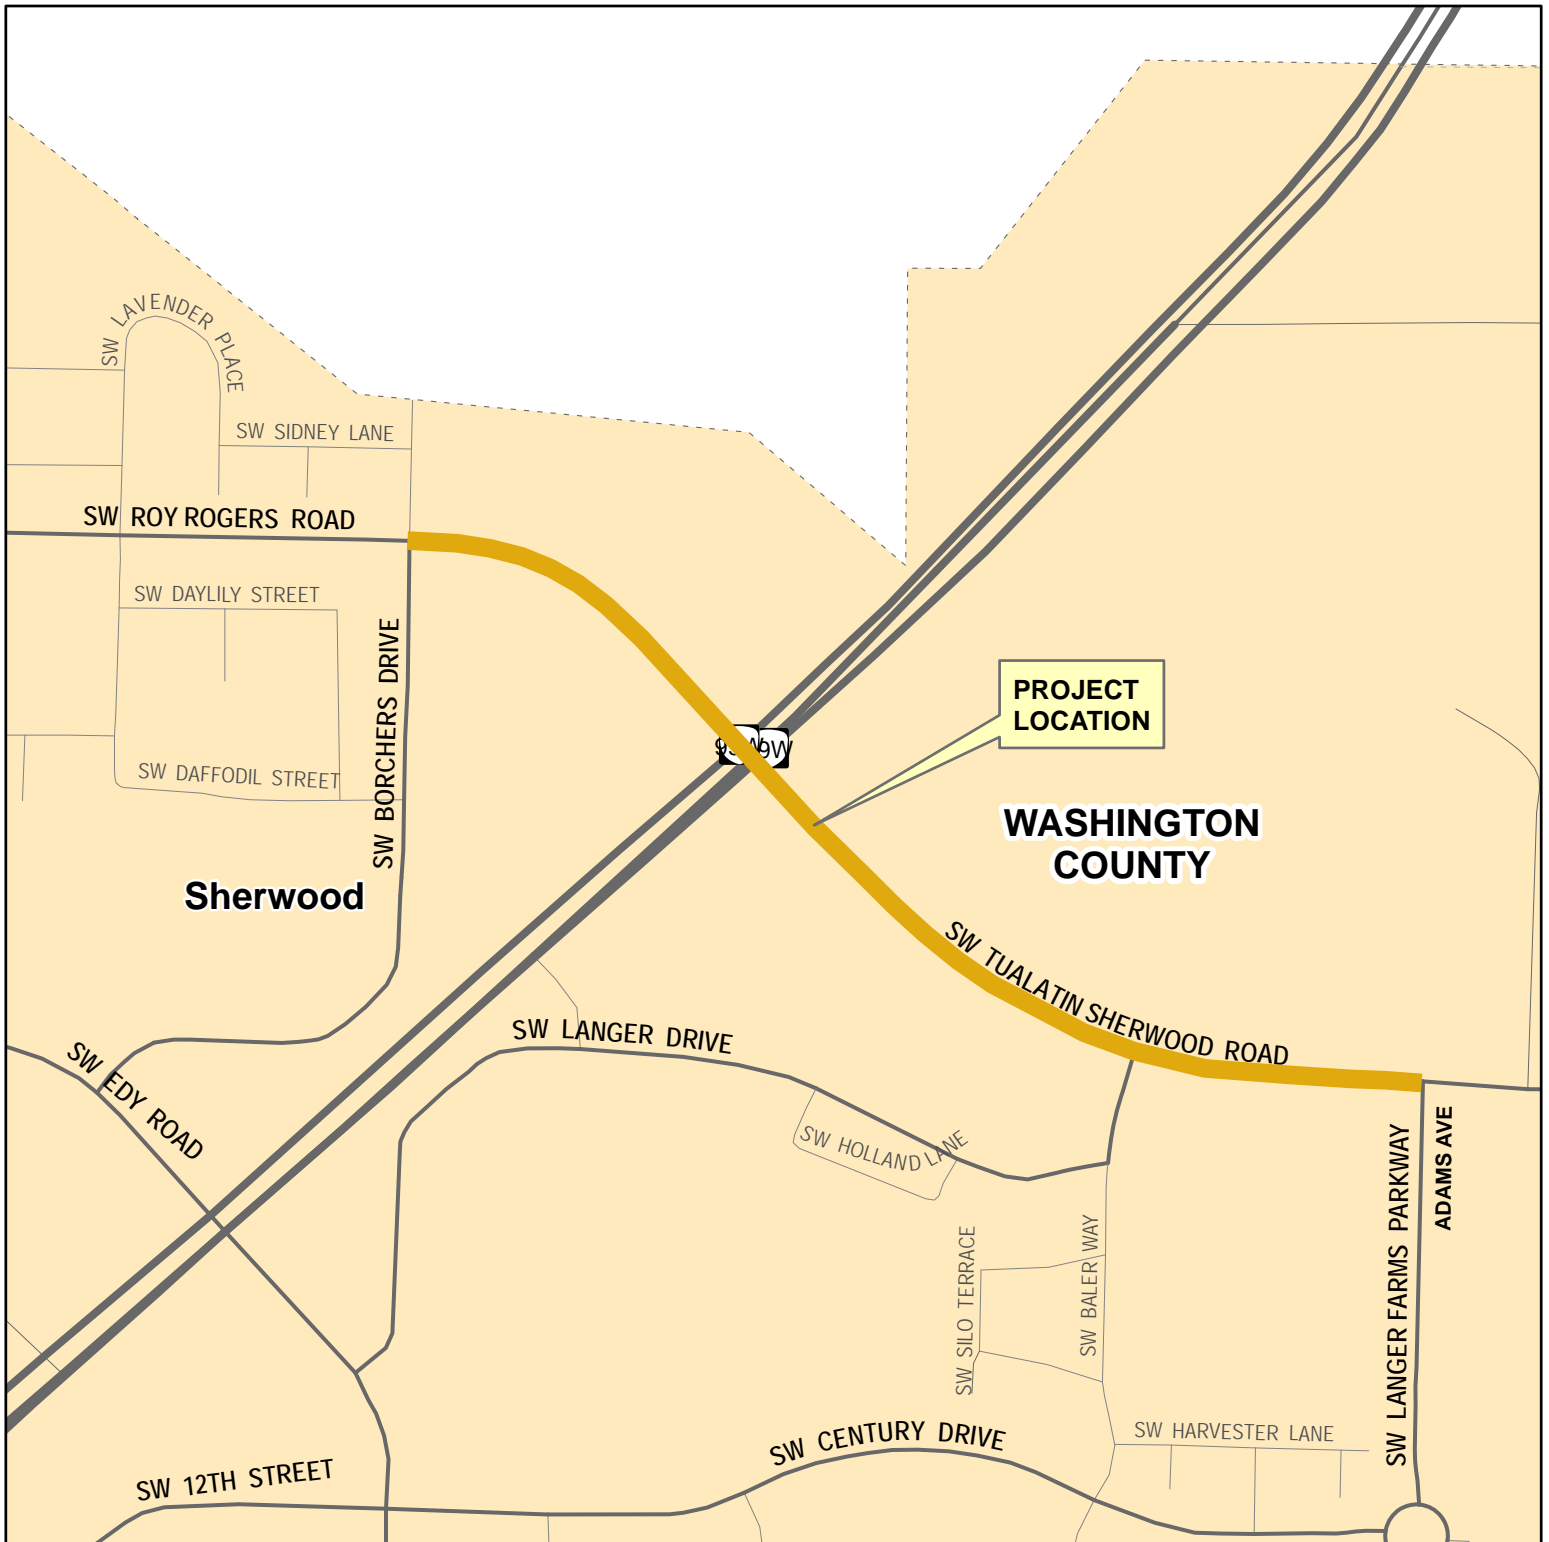 SW LAVENDER PLACE
SW SIDNEY LANE
SW ROY ROGERS ROAD
SW DAYLILY STREET
SW BORCHERS DRIVE
PROJECT
LOCATION
SW DAFFODIL STREET
WASHINGTON
COUNTY
Sherwood
SW TUALATIN SHERWOOD ROAD
SW LANGER DRIVE
SW EDY ROAD
SW HOLLAND LANE
ADAMS AVE
SW LANGER FARMS PARKWAY
SW SILO TERRACE
SW BALER WAY
SW HARVESTER LANE
SW CENTURY DRIVE
SW 12TH STREET